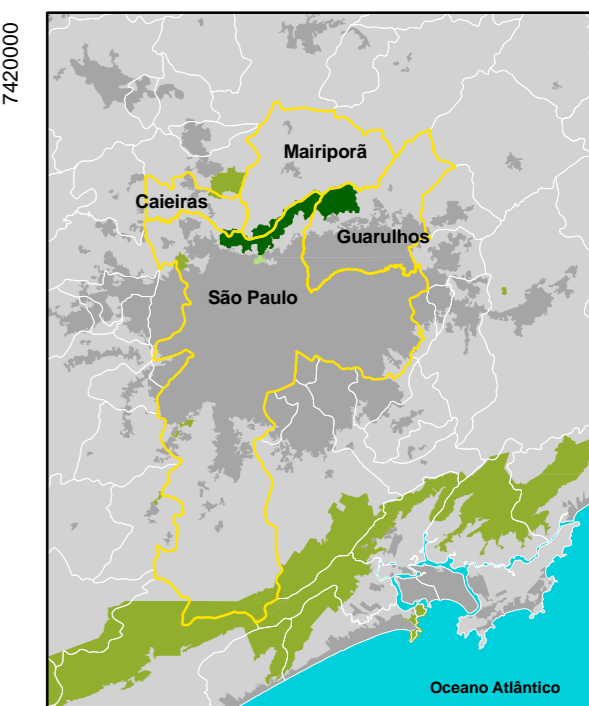 7420000
Mairiporã
Caieiras
Guarulhos
São Paulo
Oceano Atlântico